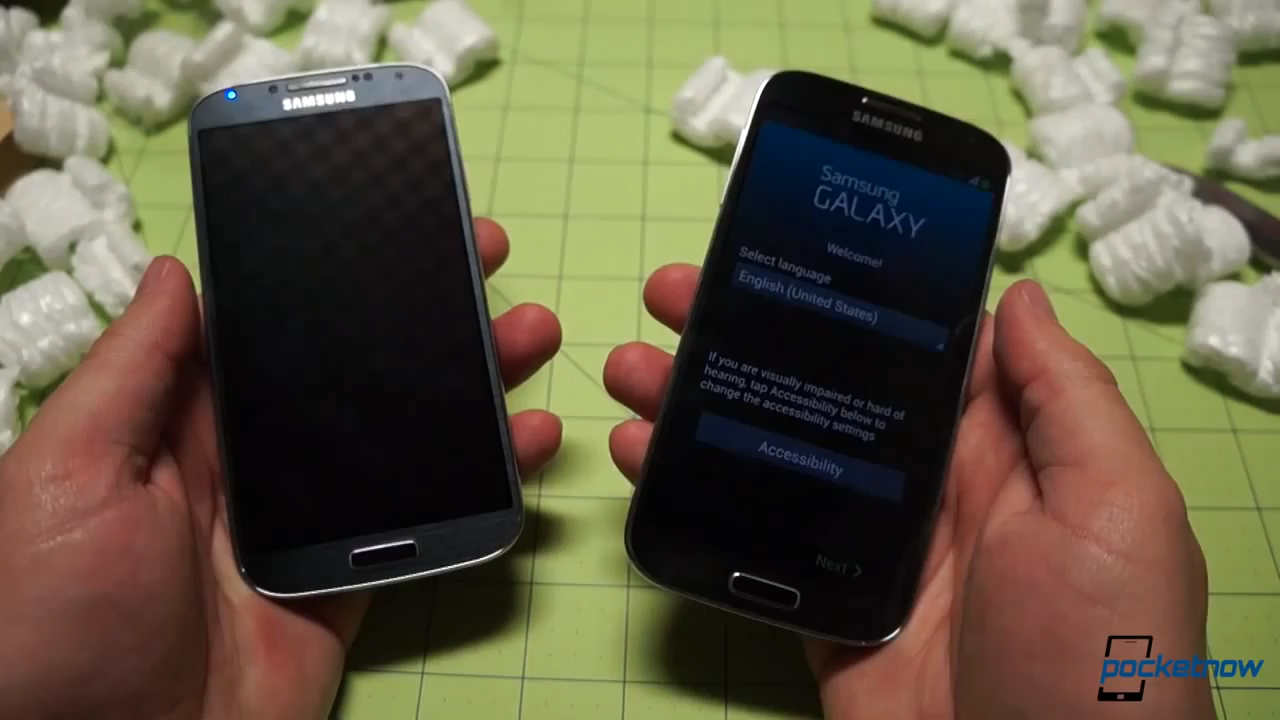 SAMSUNG
SAMSUNG
Samsung
GALAXY
Welcome!
Select language
English (United States)
If you are visually impaired or hard of
hearing, tap Accessibility below to
change the accessibility settings
Accessibility
Next
pocketnow